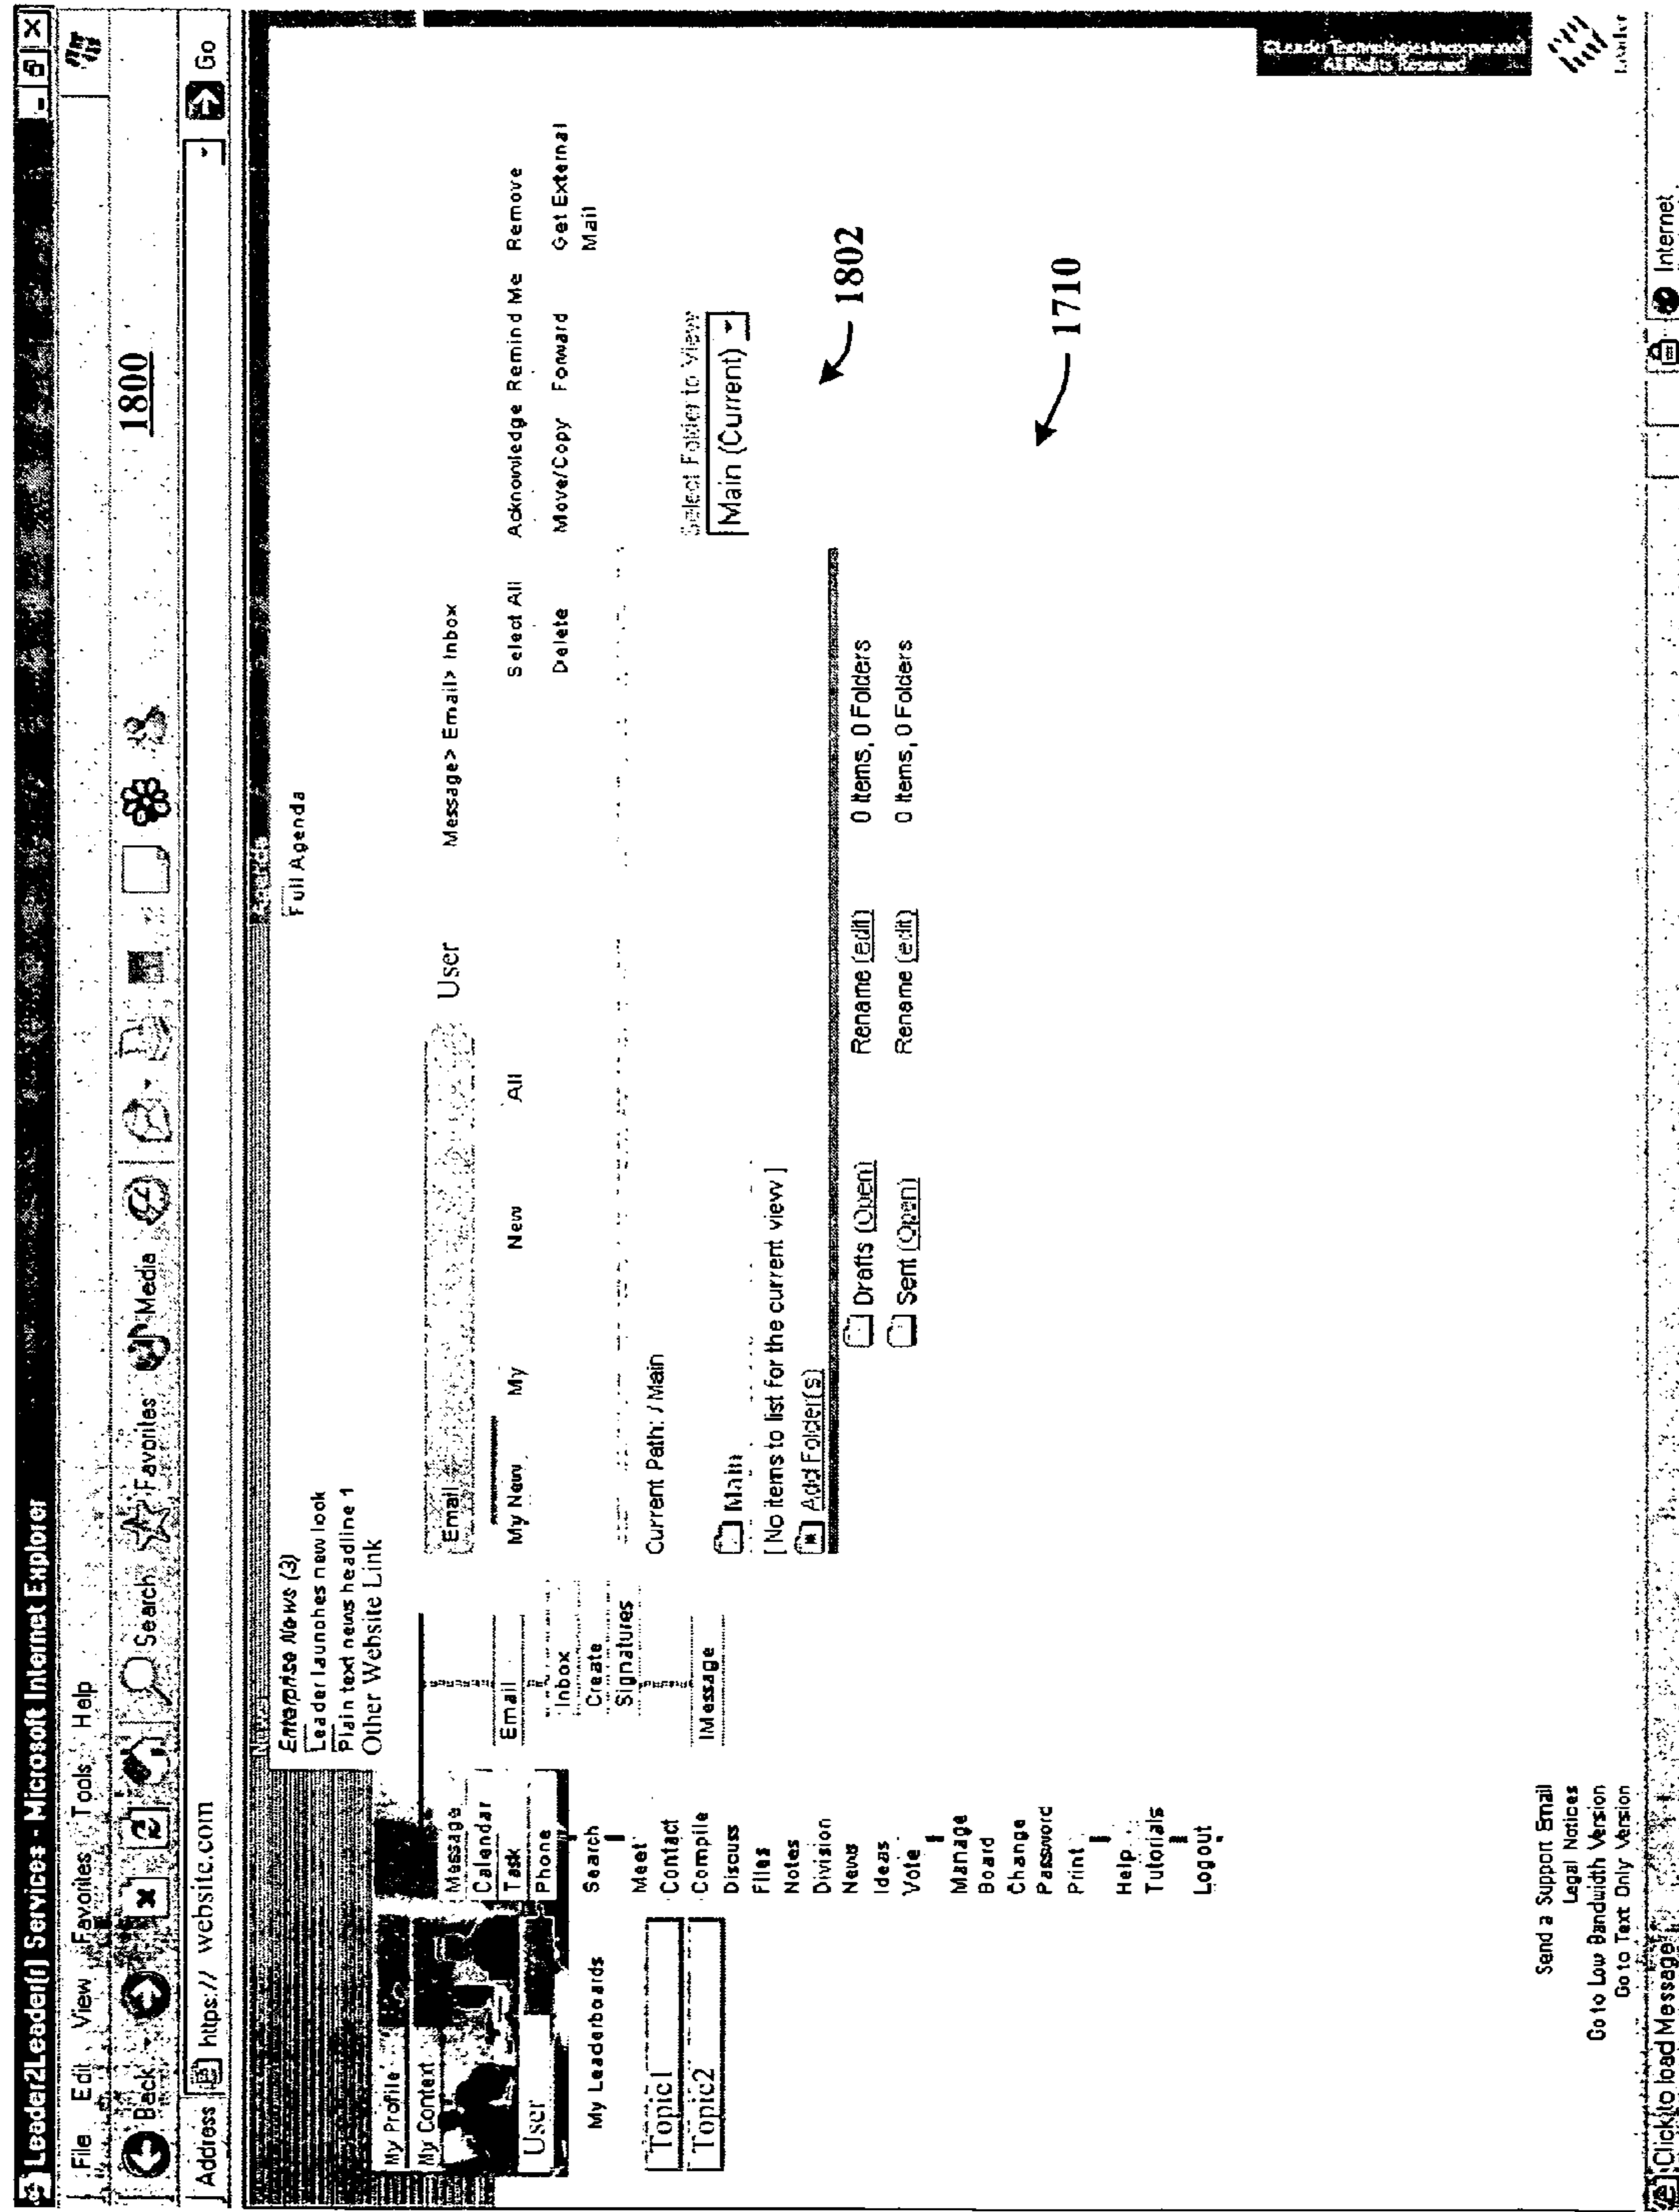 Leader2Leader(r) Services - Microsoft Internet Explorer
File Edit View Favorites Tools Help
Back Search Favorites Media
1800
Address https:// website.com Go
News Agenda
Enterprise News (3) Full Agenda
Leader launches new look
Plain text news headline 1
Other Website Link
My Profile
My Context
User
Message
Calendar
Task
Phone
Search
Meet
Contact
Compile
Discuss
Files
Notes
Division
News
Ideas
Vote
Manage
Board
Change
Password
Print
Help
Tutorials
Logout
My Leaderboards
Topic1
Topic2
Email
Inbox
Create
Signatures
IMessage
Email User Message> Email> Inbox
My New My New All Select All Acknowledge Remind Me Remove
Delete Move/Copy Forward Get External
Mail
Current Path: / Main
Select Folder to View
Main Main (Current)
[No items to list for the current view]
Add Folder(s)
1802
Drafts (Open) Rename (edit) 0 Items, 0 Folders
Sent (Open) Rename (edit) 0 Items, 0 Folders
1710
©Leader Technologies Incorporated
All Rights Reserved
Send a Support Email
Legal Notices
Go to Low Bandwidth Version
Go to Text Only Version
Leader
Click to load Message Internet